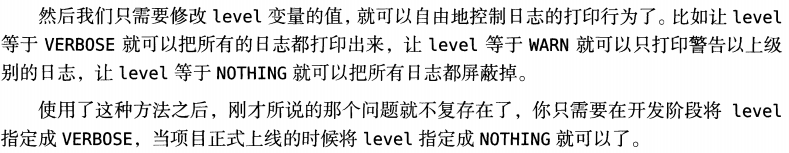 然后我们只需要修改 level 变量的值，就可以自由地控制日志的打印行为了。比如让 level
等于 VERBOSE 就可以把所有的日志都打印出来，让 level 等于 WARN 就可以只打印警告以上级
别的日志，让 level 等于 NOTHING 就可以把所有日志都屏蔽掉。
使用了这种方法之后，刚才所说的那个问题就不复存在了，你只需要在开发阶段将 level
指定成 VERBOSE，当项目正式上线的时候将 level 指定成 NOTHING 就可以了。